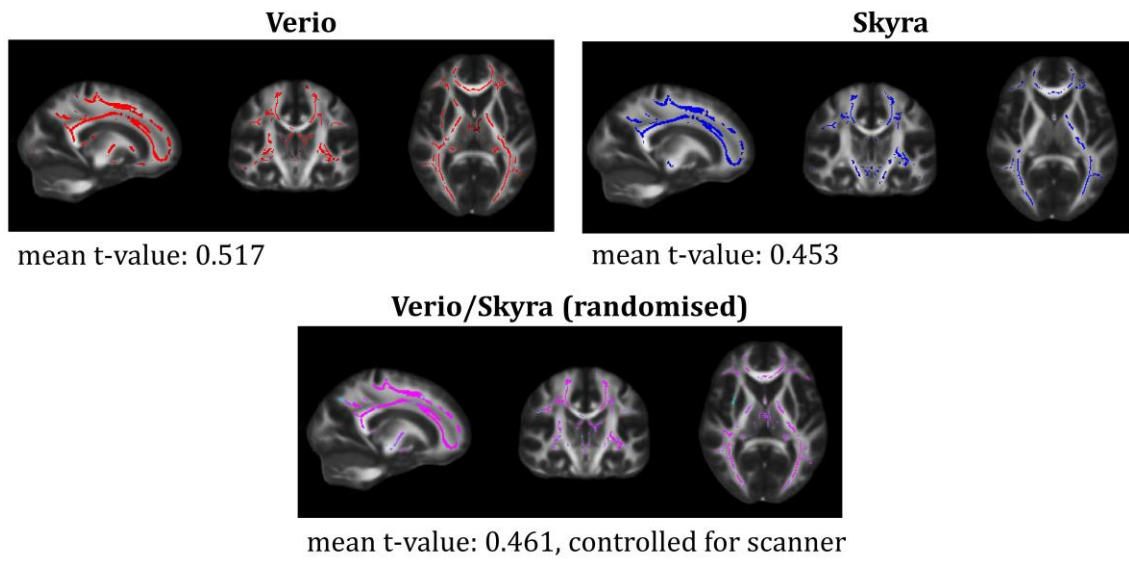 Verio
Skyra
mean t-value: 0.517
mean t-value: 0.453
Verio/Skyra (randomised)
mean t-value: 0.461, controlled for scanner